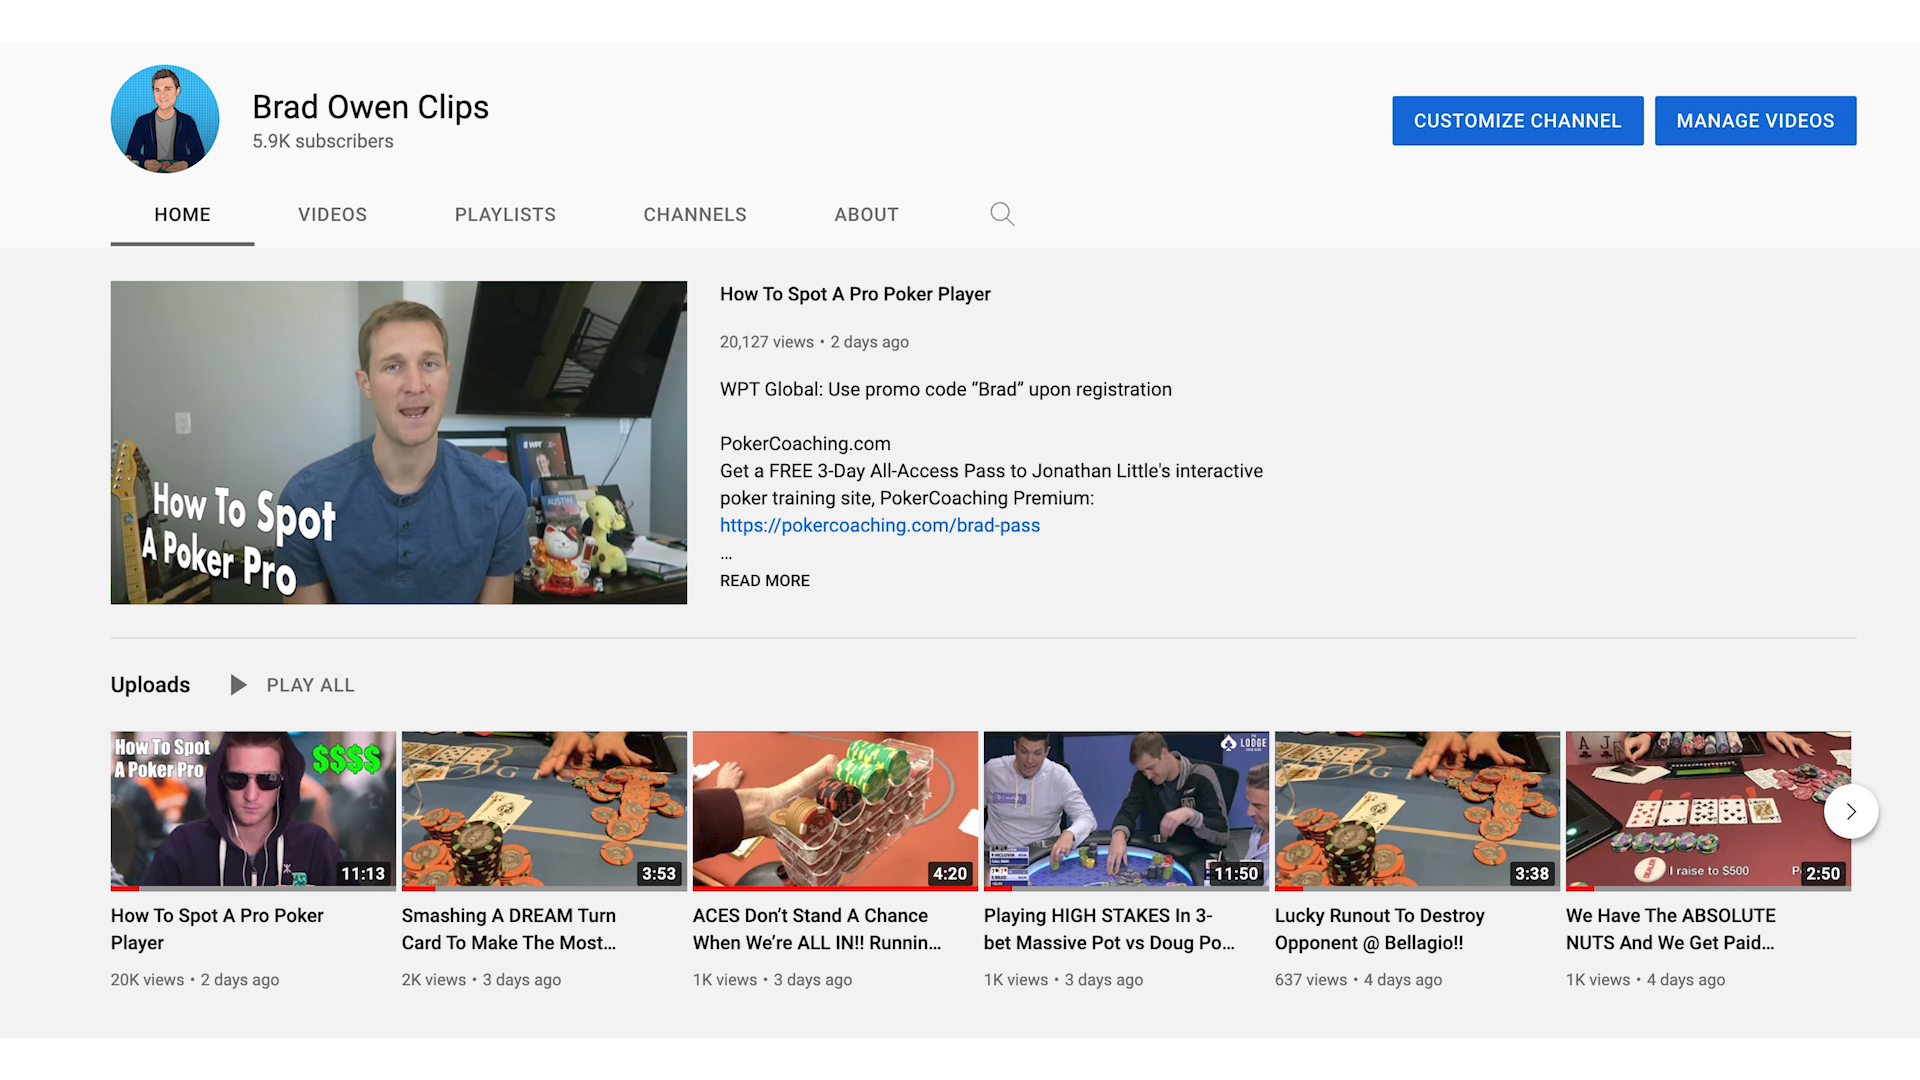 Brad Owen Clips
5.9K subscribers
CUSTOMIZE CHANNEL
MANAGE VIDEOS
HOME
VIDEOS
PLAYLISTS
CHANNELS
ABOUT
WPT
AUSTIN
How To Spot
A Poker Pro
How To Spot A Pro Poker Player
20,127 views • 2 days ago
WPT Global: Use promo code “Brad” upon registration
PokerCoaching.com
Get a FREE 3-Day All-Access Pass to Jonathan Little's interactive
poker training site, PokerCoaching Premium:
https://pokercoaching.com/brad-pass
...
READ MORE
Uploads
PLAY ALL
How To Spot
A Poker Pro
$$$$
11:13
How To Spot A Pro Poker
Player
20K views • 2 days ago
3:53
Smashing A DREAM Turn
Card To Make The Most...
2K views • 3 days ago
4:20
ACES Don’t Stand A Chance
When We’re ALL IN!! Runnin...
1K views • 3 days ago
LODGE
11:50
Playing HIGH STAKES In 3-
bet Massive Pot vs Doug Po...
1K views • 3 days ago
3:38
Lucky Runout To Destroy
Opponent @ Bellagio!!
637 views • 4 days ago
A J
I raise to $500
2:50
We Have The ABSOLUTE
NUTS And We Get Paid...
1K views • 4 days ago